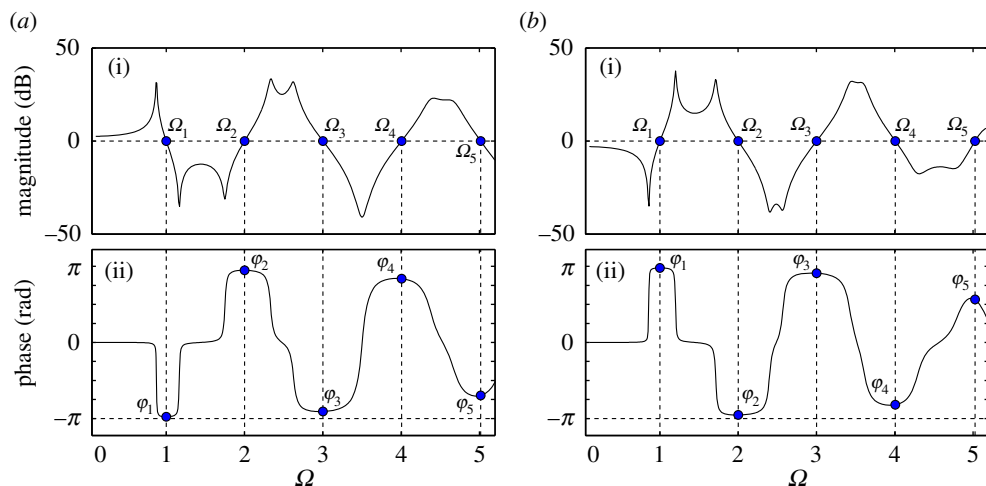 (a)
(b)
50
0
−50
magnitude (dB)
(i)
Ω1
Ω2
Ω3
Ω4
Ω5
π
0
−π
phase (rad)
(ii)
φ1
φ2
φ3
φ4
φ5
0 1 2 3 4 5
Ω
50
0
−50
(i)
Ω1
Ω2
Ω3
Ω4
Ω5
π
0
−π
(ii)
φ1
φ2
φ3
φ4
φ5
0 1 2 3 4 5
Ω